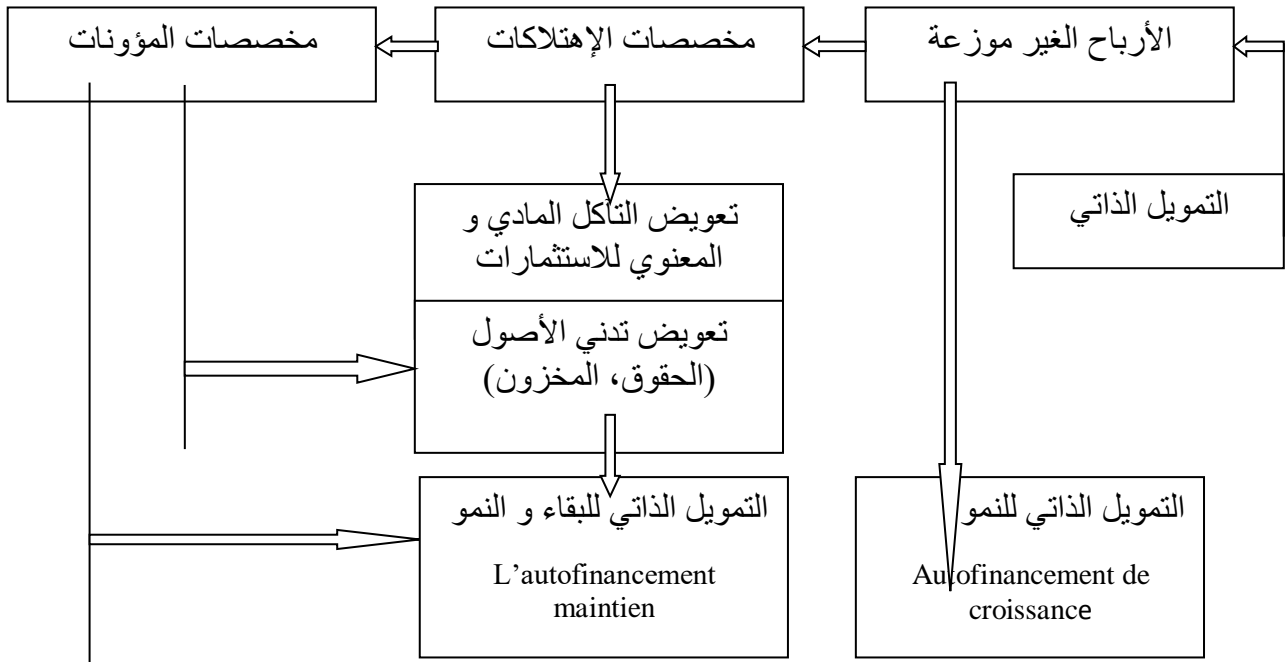 الأرباح الغير موزعة
مخصصات الإهتلاكات
مخصصات المؤونات
التمويل الذاتي
تعويض التآكل المادي و
المعنوي للاستثمارات
تعويض تدني الأصول
(الحقوق، المخزون)
التمويل الذاتي للنمو
Autofinancement de
croissance
التمويل الذاتي للبقاء و النمو
L’autofinancement
maintien